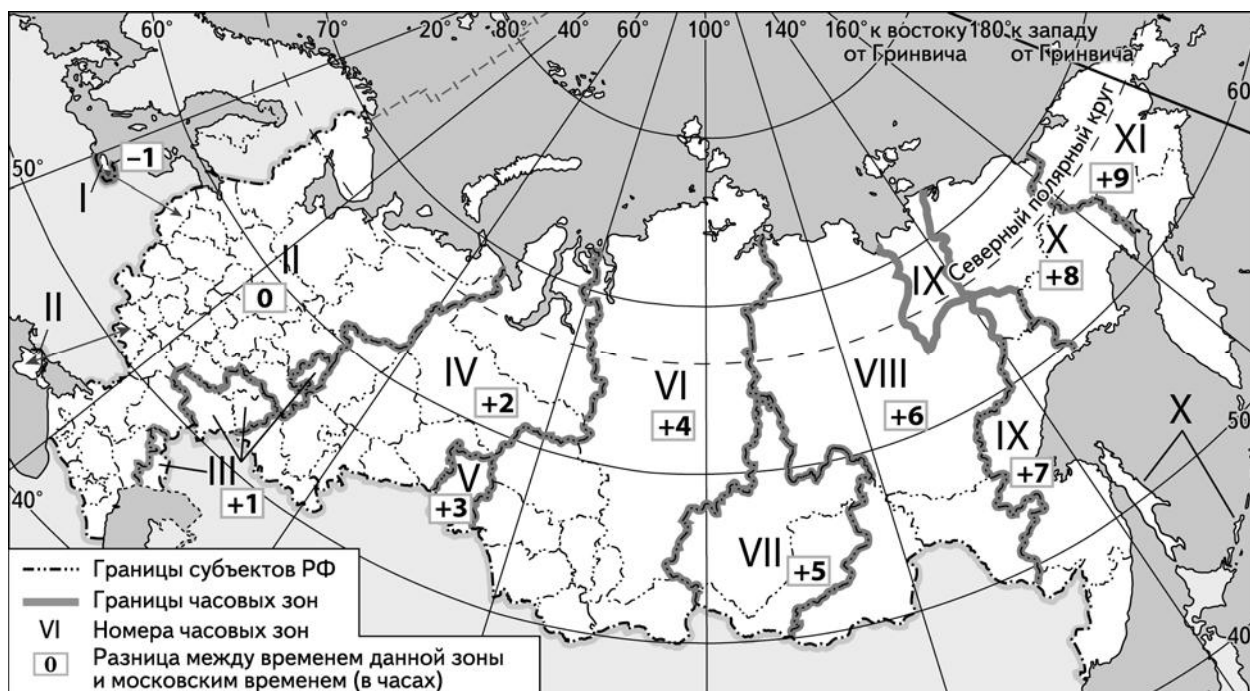 60° 70° 20° 60° 40° 60° 80° 100° 120° 140° 160° к востоку 180° к западу
от Гринвича от Гринвича
60°
50°
−1
I
Северный полярный круг
XI
+9
II
0
II
X
+8
IX
IV
+2
VI
+4
VIII
+6
X
50°
IX
+7
III
+1
V
+3
VII
+5
40°
40°
Границы субъектов РФ
Границы часовых зон
VI Номера часовых зон
0 Разница между временем данной зоны
и московским временем (в часах)